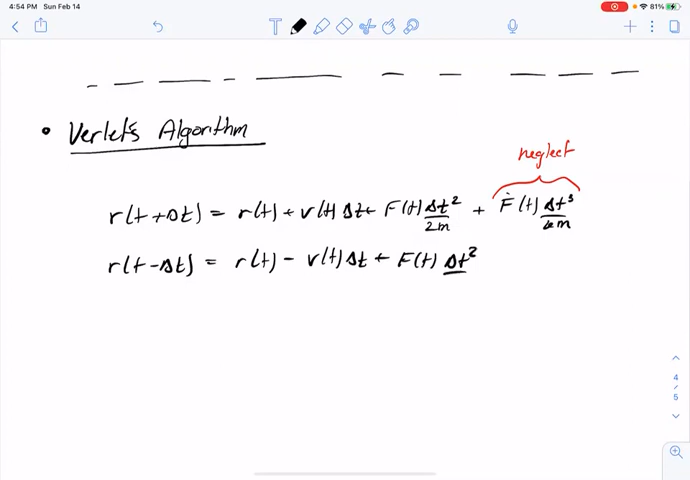 4:54 PM Sun Feb 14
81%
T
• Verlet's Algorithm
neglect
r(t+Δt) = r(t) + v(t)Δt + F(t) Δt²/2m + Ḟ(t) Δt³/6m
r(t-Δt) = r(t) - v(t)Δt + F(t) Δt²
4
/
5